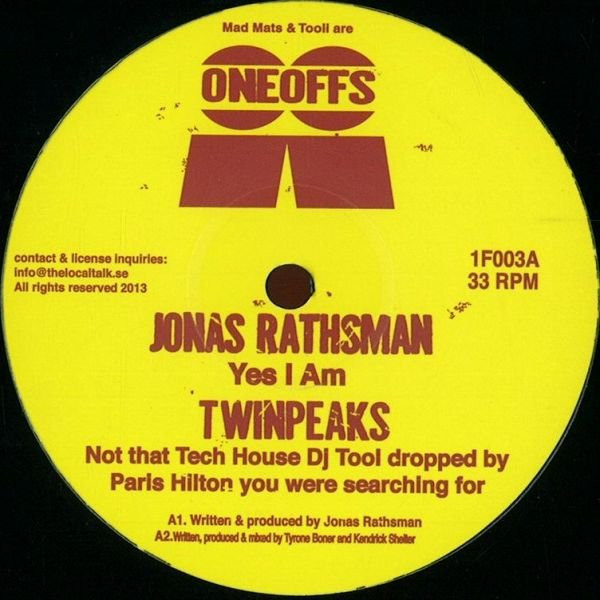 Mad Mats & Tooli are
ONEOFFS
contact & license inquiries:
info@thelocaltalk.se
All rights reserved 2013
1F003A
33 RPM
JONAS RATHSMAN
Yes I Am
TWINPEAKS
Not that Tech House Dj Tool dropped by
Paris Hilton you were searching for
A1. Written & produced by Jonas Rathsman
A2.Written, produced & mixed by Tyrone Boner and Kendrick Shelter